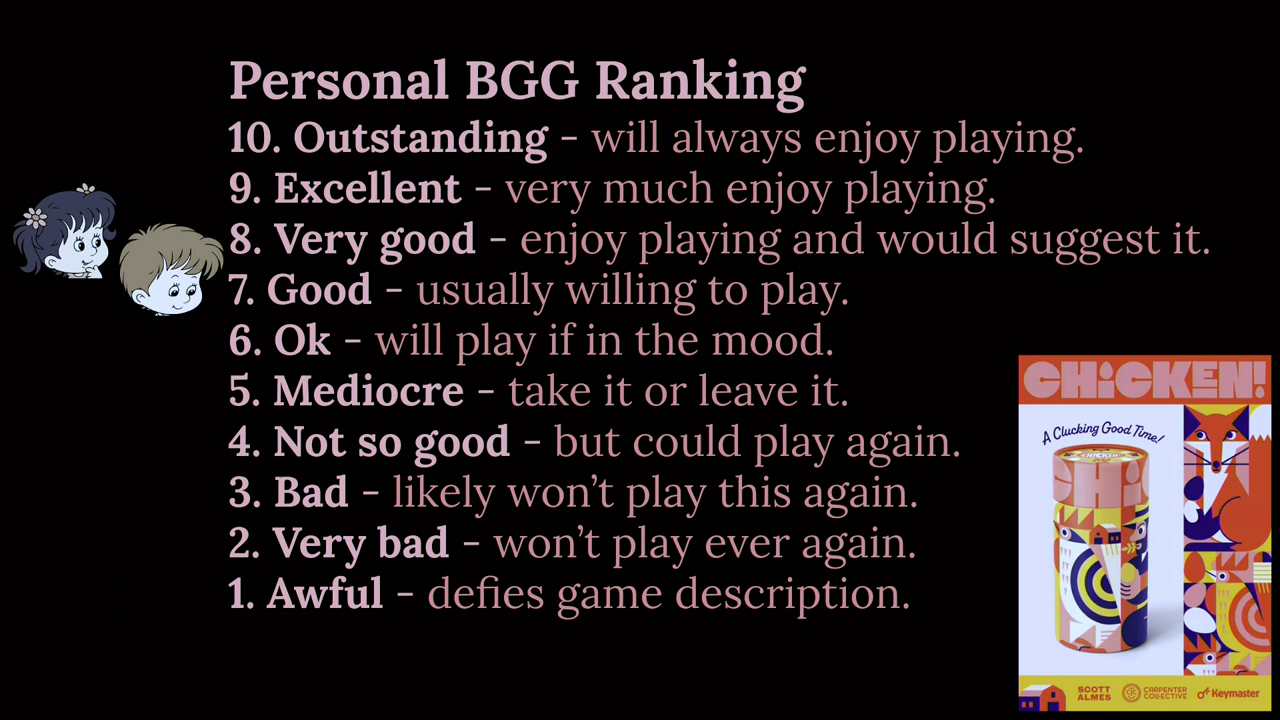 Personal BGG Ranking
10. Outstanding - will always enjoy playing.
9. Excellent - very much enjoy playing.
8. Very good - enjoy playing and would suggest it.
7. Good - usually willing to play.
6. Ok - will play if in the mood.
5. Mediocre - take it or leave it.
4. Not so good - but could play again.
3. Bad - likely won’t play this again.
2. Very bad - won’t play ever again.
1. Awful - defies game description.
CHiCKEN!
A Clucking Good Time!
CHiCKEN!
CHiC
SCOTT
ALMES
CARPENTER
COLLECTIVE
Keymaster